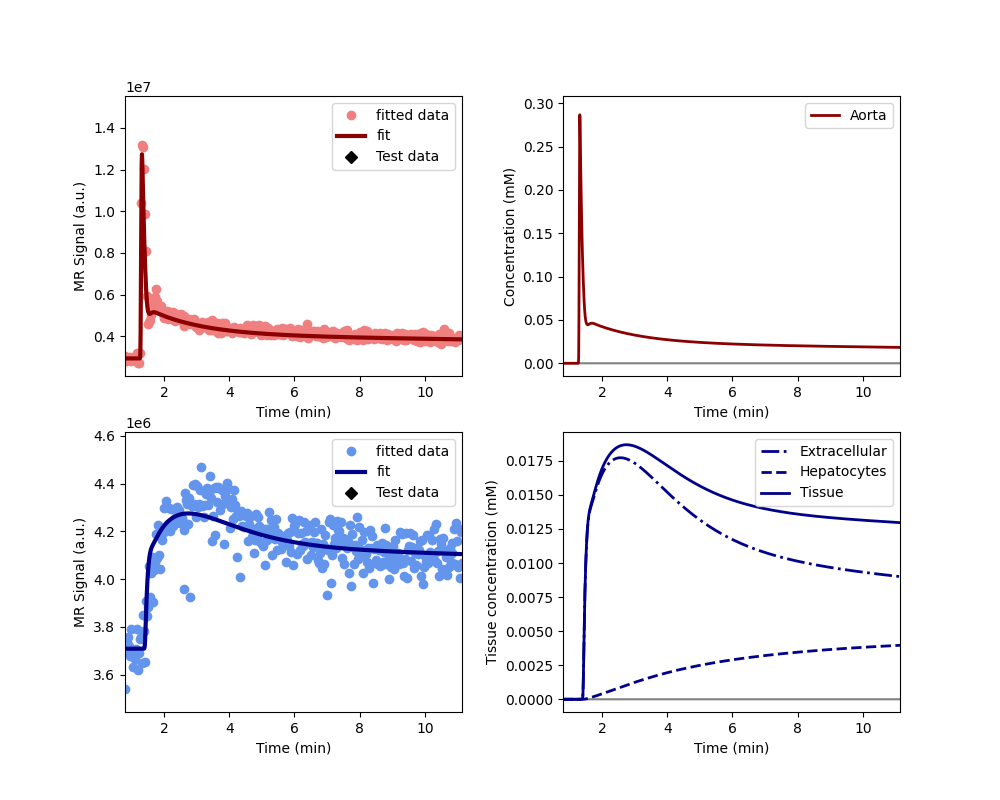 1e7
1.4
1.2
1.0
0.8
0.6
0.4
MR Signal (a.u.)
fitted data
fit
Test data
2 4 6 8 10
Time (min)
0.30
0.25
0.20
0.15
0.10
0.05
0.00
Concentration (mM)
Aorta
2 4 6 8 10
Time (min)
1e6
4.6
4.4
4.2
4.0
3.8
3.6
MR Signal (a.u.)
fitted data
fit
Test data
2 4 6 8 10
Time (min)
0.0175
0.0150
0.0125
0.0100
0.0075
0.0050
0.0025
0.0000
Tissue concentration (mM)
Extracellular
Hepatocytes
Tissue
2 4 6 8 10
Time (min)